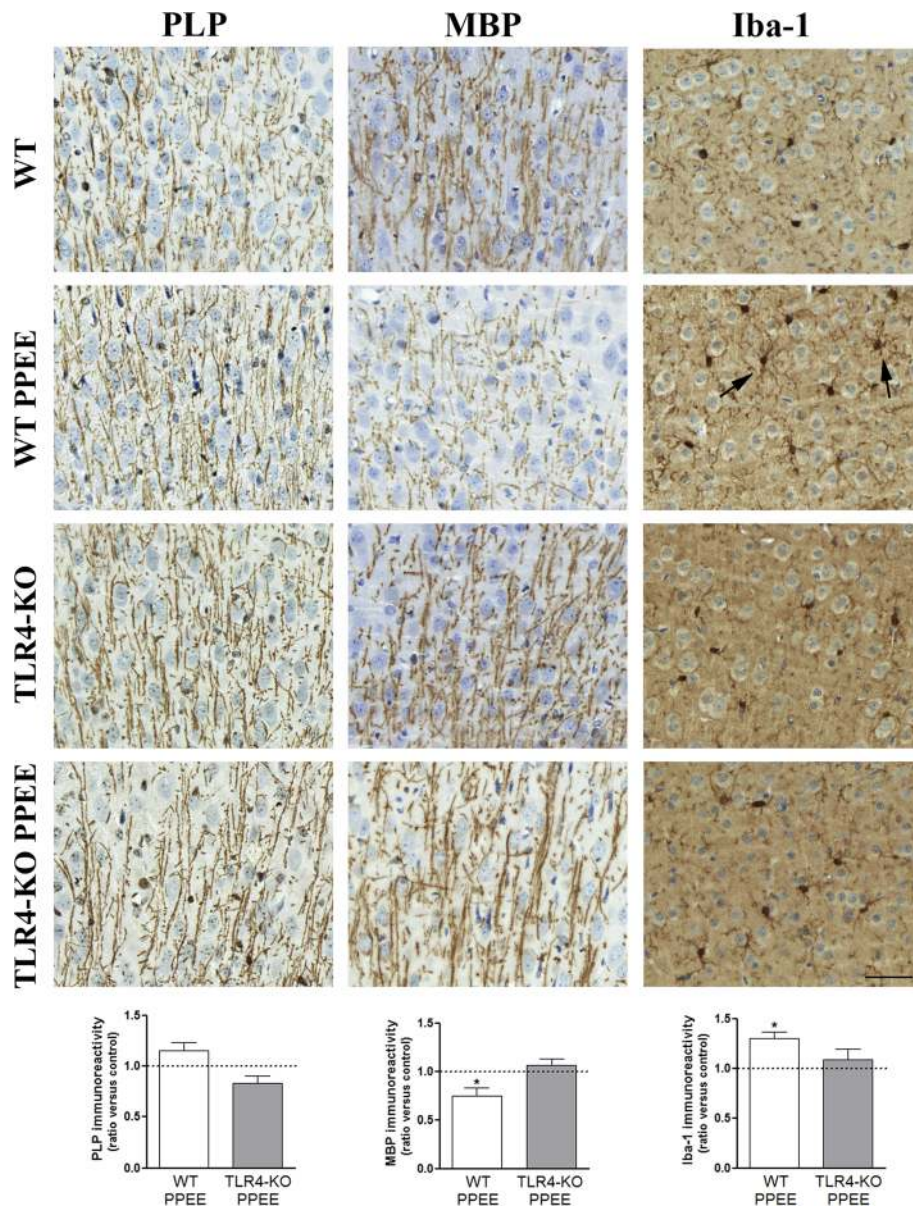 PLP MBP Iba-1
WT
WT PPEE
TLR4-KO
TLR4-KO PPEE
PLP immunoreactivity
(ratio versus control)
1.5
1.0
0.5
0.0
WT
PPEE
TLR4-KO
PPEE
MBP immunoreactivity
(ratio versus control)
1.5
1.0
0.5
0.0
*
WT
PPEE
TLR4-KO
PPEE
Iba-1 immunoreactivity
(ratio versus control)
1.5
1.0
0.5
0.0
*
WT
PPEE
TLR4-KO
PPEE